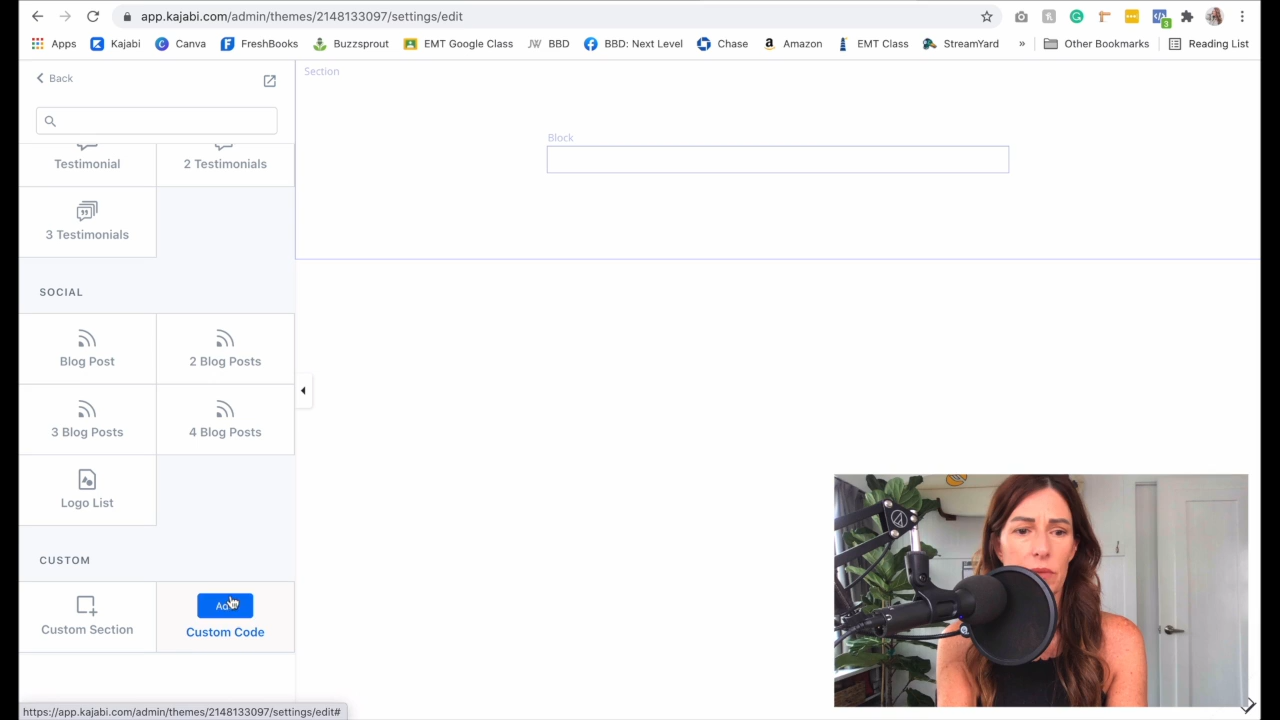 app.kajabi.com/admin/themes/2148133097/settings/edit
3
Apps Kajabi Canva FreshBooks Buzzsprout EMT Google Class JW BBD BBD: Next Level Chase Amazon EMT Class StreamYard » Other Bookmarks Reading List
Back
Section
Block
Testimonial 2 Testimonials
3 Testimonials
SOCIAL
Blog Post 2 Blog Posts
3 Blog Posts 4 Blog Posts
Logo List
CUSTOM
Custom Section Custom Code
https://app.kajabi.com/admin/themes/2148133097/settings/edit#